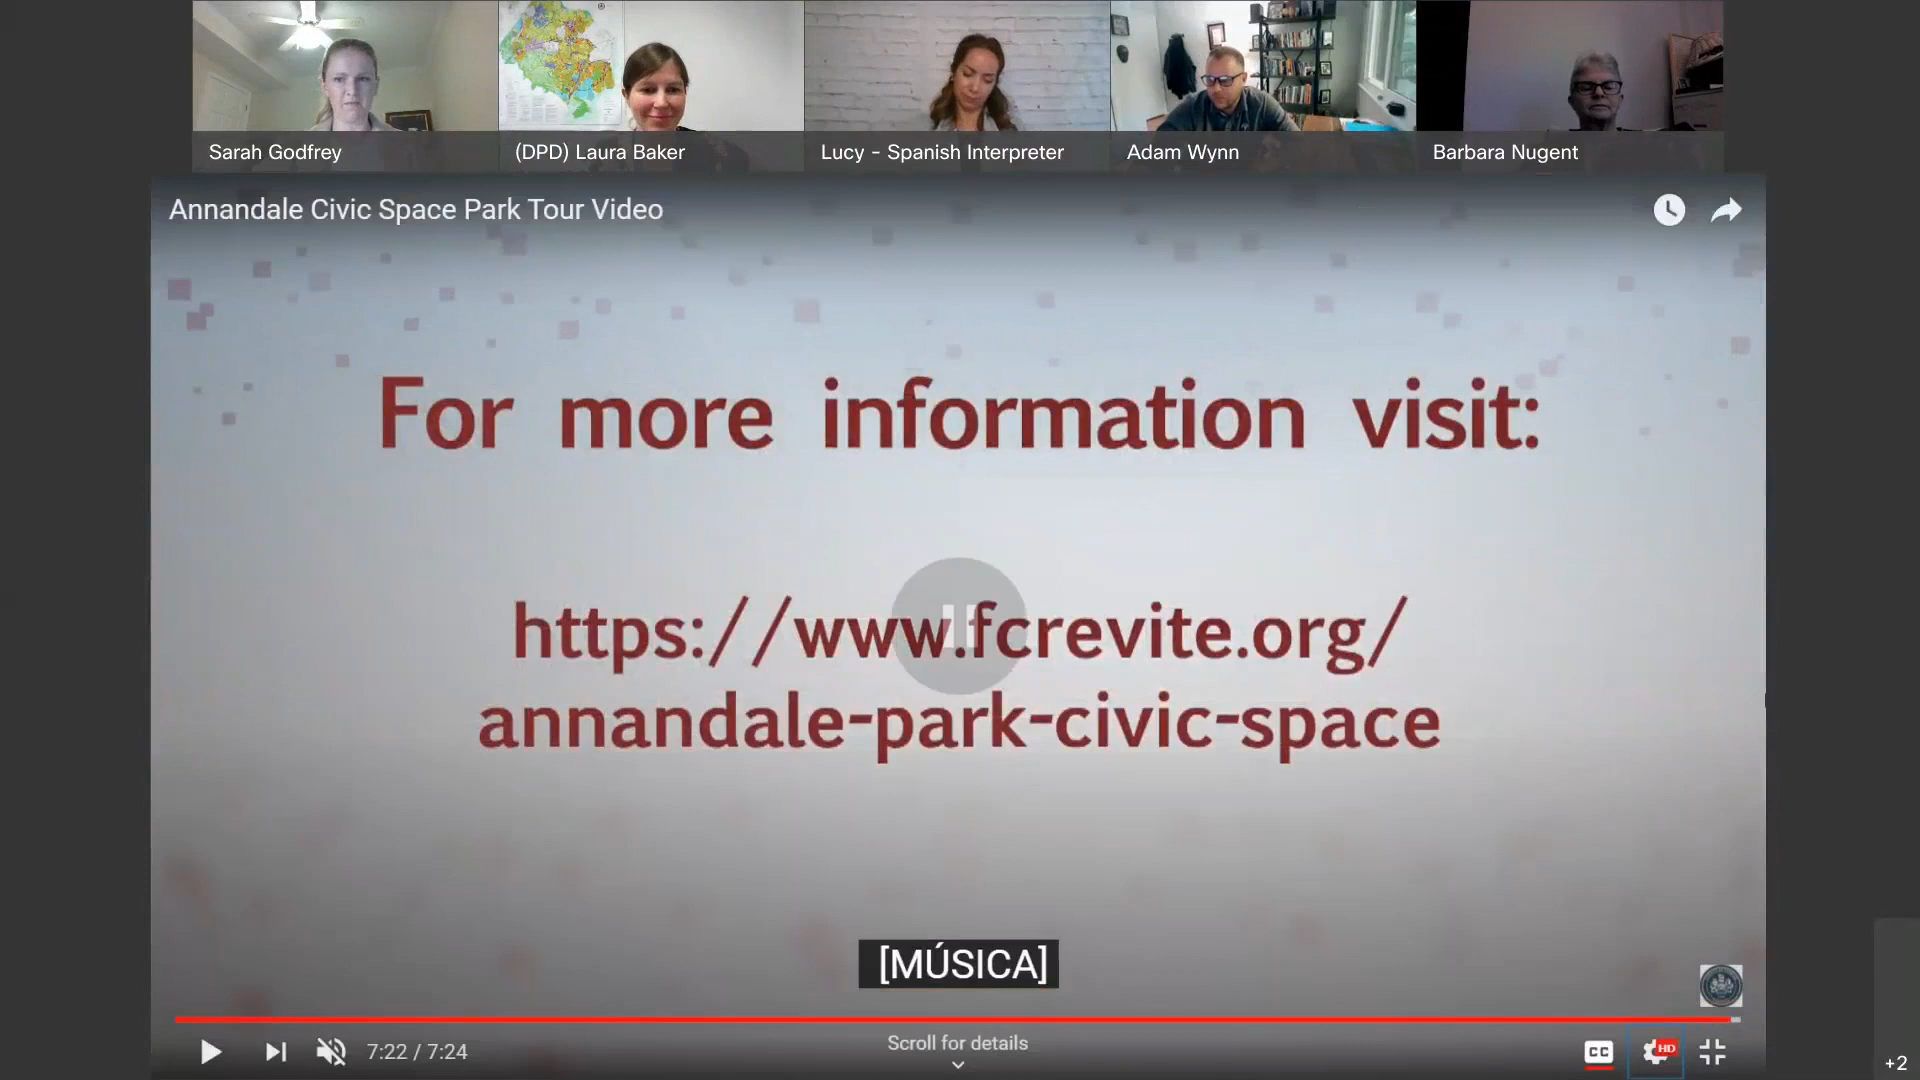 Sarah Godfrey
(DPD) Laura Baker
Lucy - Spanish Interpreter
Adam Wynn
Barbara Nugent
Annandale Civic Space Park Tour Video
For more information visit:
https://www.fcrevite.org/
annandale-park-civic-space
[MÚSICA]
7:22 / 7:24
Scroll for details
CC
HD
+2